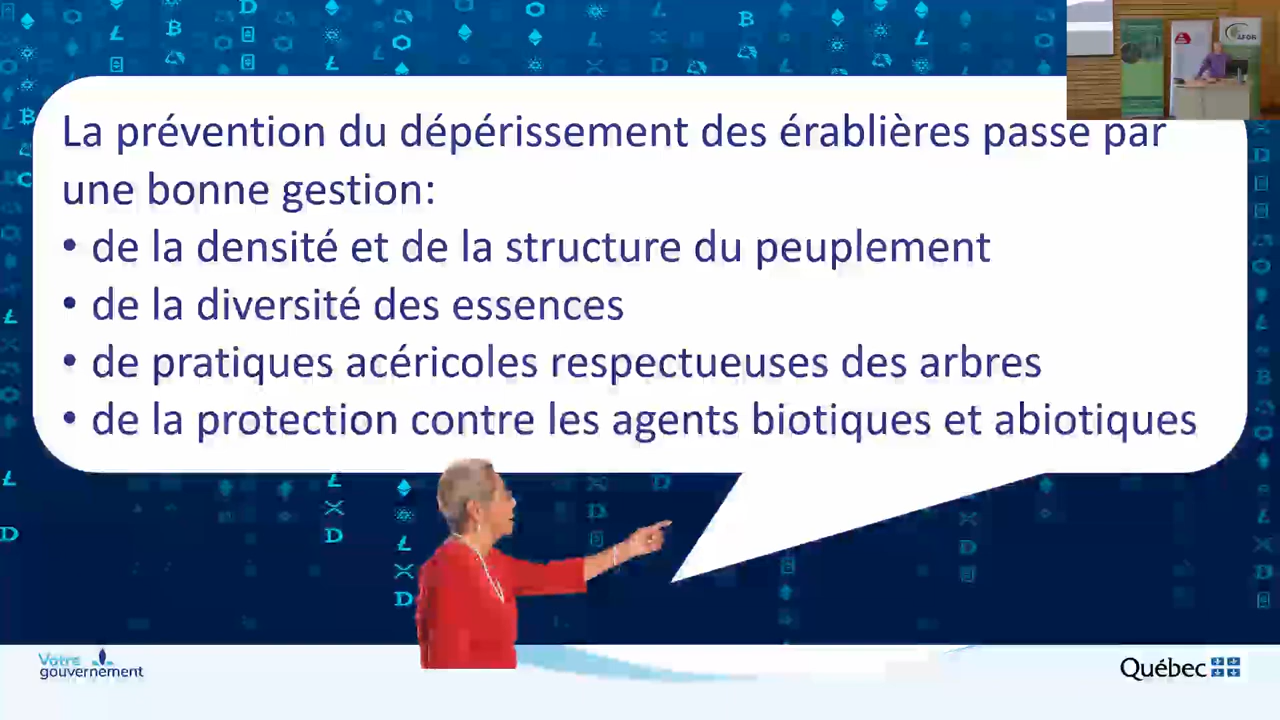 La prévention du dépérissement des érablières passe par
une bonne gestion:
• de la densité et de la structure du peuplement
• de la diversité des essences
• de pratiques acéricoles respectueuses des arbres
• de la protection contre les agents biotiques et abiotiques
Votre
gouvernement
Québec